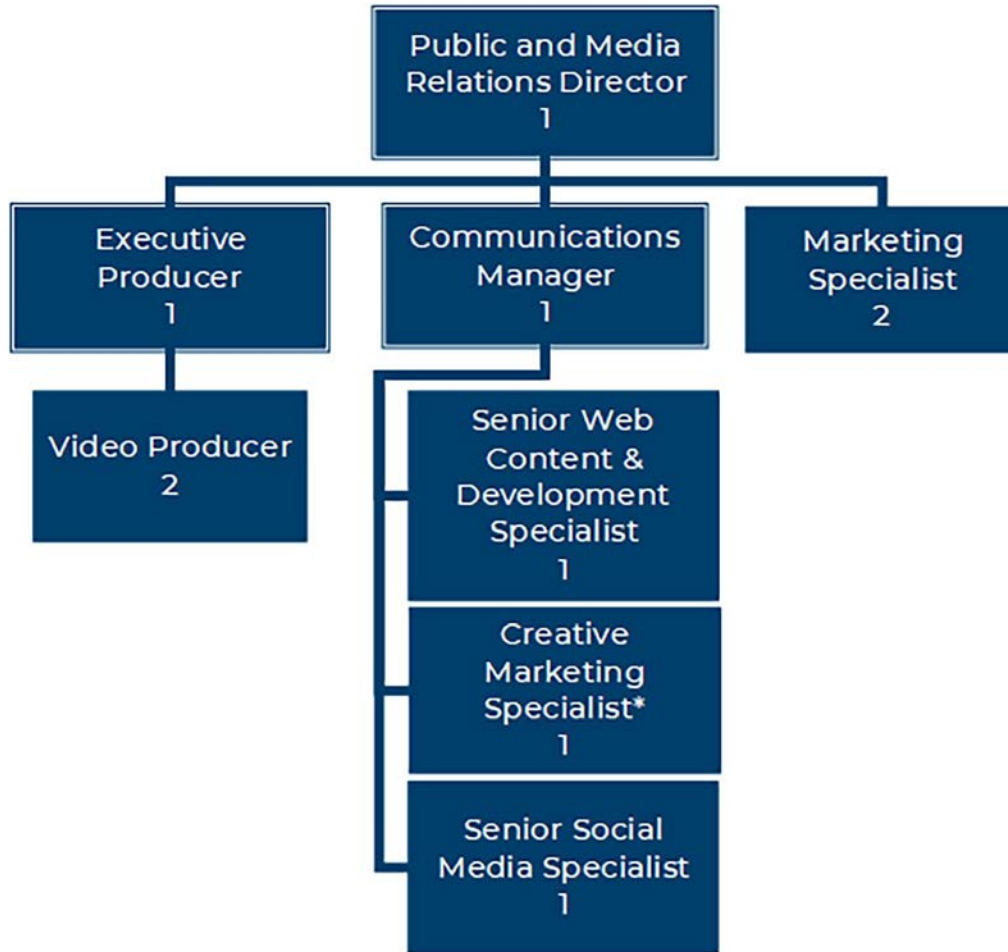 Public and Media
Relations Director
1
Executive
Producer
1
Communications
Manager
1
Marketing
Specialist
2
Video Producer
2
Senior Web
Content &
Development
Specialist
1
Creative
Marketing
Specialist*
1
Senior Social
Media Specialist
1